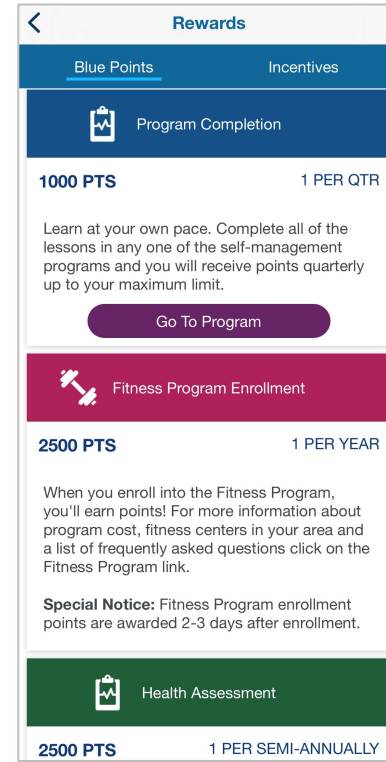 Rewards
Blue Points
Incentives
Program Completion
1000 PTS
1 PER QTR
Learn at your own pace. Complete all of the
lessons in any one of the self-management
programs and you will receive points quarterly
up to your maximum limit.
Go To Program
Fitness Program Enrollment
2500 PTS
1 PER YEAR
When you enroll into the Fitness Program,
you'll earn points! For more information about
program cost, fitness centers in your area and
a list of frequently asked questions click on the
Fitness Program link.
Special Notice: Fitness Program enrollment
points are awarded 2-3 days after enrollment.
Health Assessment
2500 PTS
1 PER SEMI-ANNUALLY